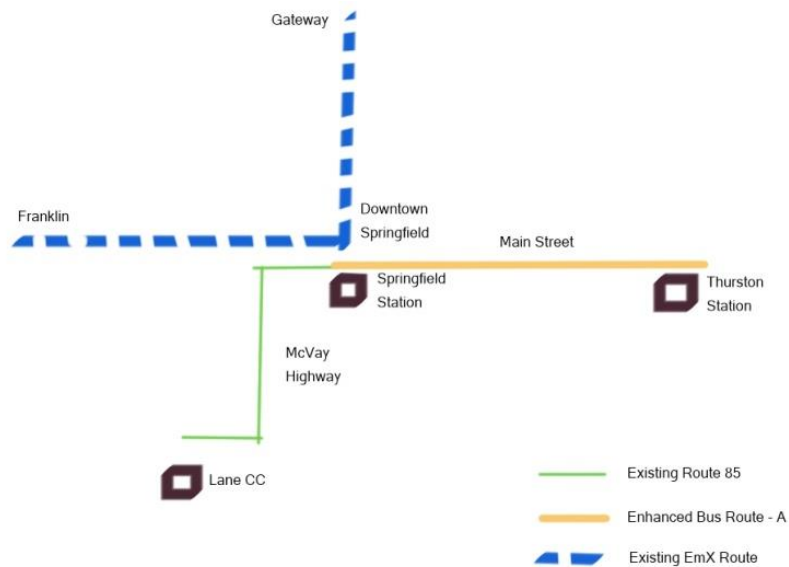 Gateway
Franklin
Downtown
Springfield
Main Street
Springfield
Station
Thurston
Station
McVay
Highway
Lane CC
Existing Route 85
Enhanced Bus Route - A
Existing EmX Route